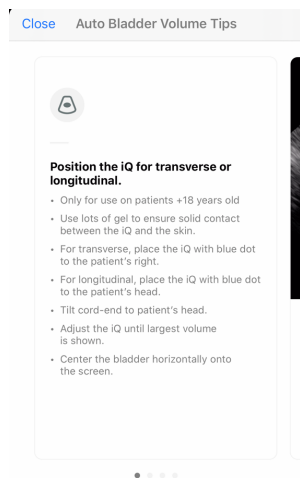 Close Auto Bladder Volume Tips
Position the iQ for transverse or
longitudinal.
• Only for use on patients +18 years old
• Use lots of gel to ensure solid contact
between the iQ and the skin.
• For transverse, place the iQ with blue dot
to the patient's right.
• For longitudinal, place the iQ with blue dot
to the patient's head.
• Tilt cord-end to patient's head.
• Adjust the iQ until largest volume
is shown.
• Center the bladder horizontally onto
the screen.